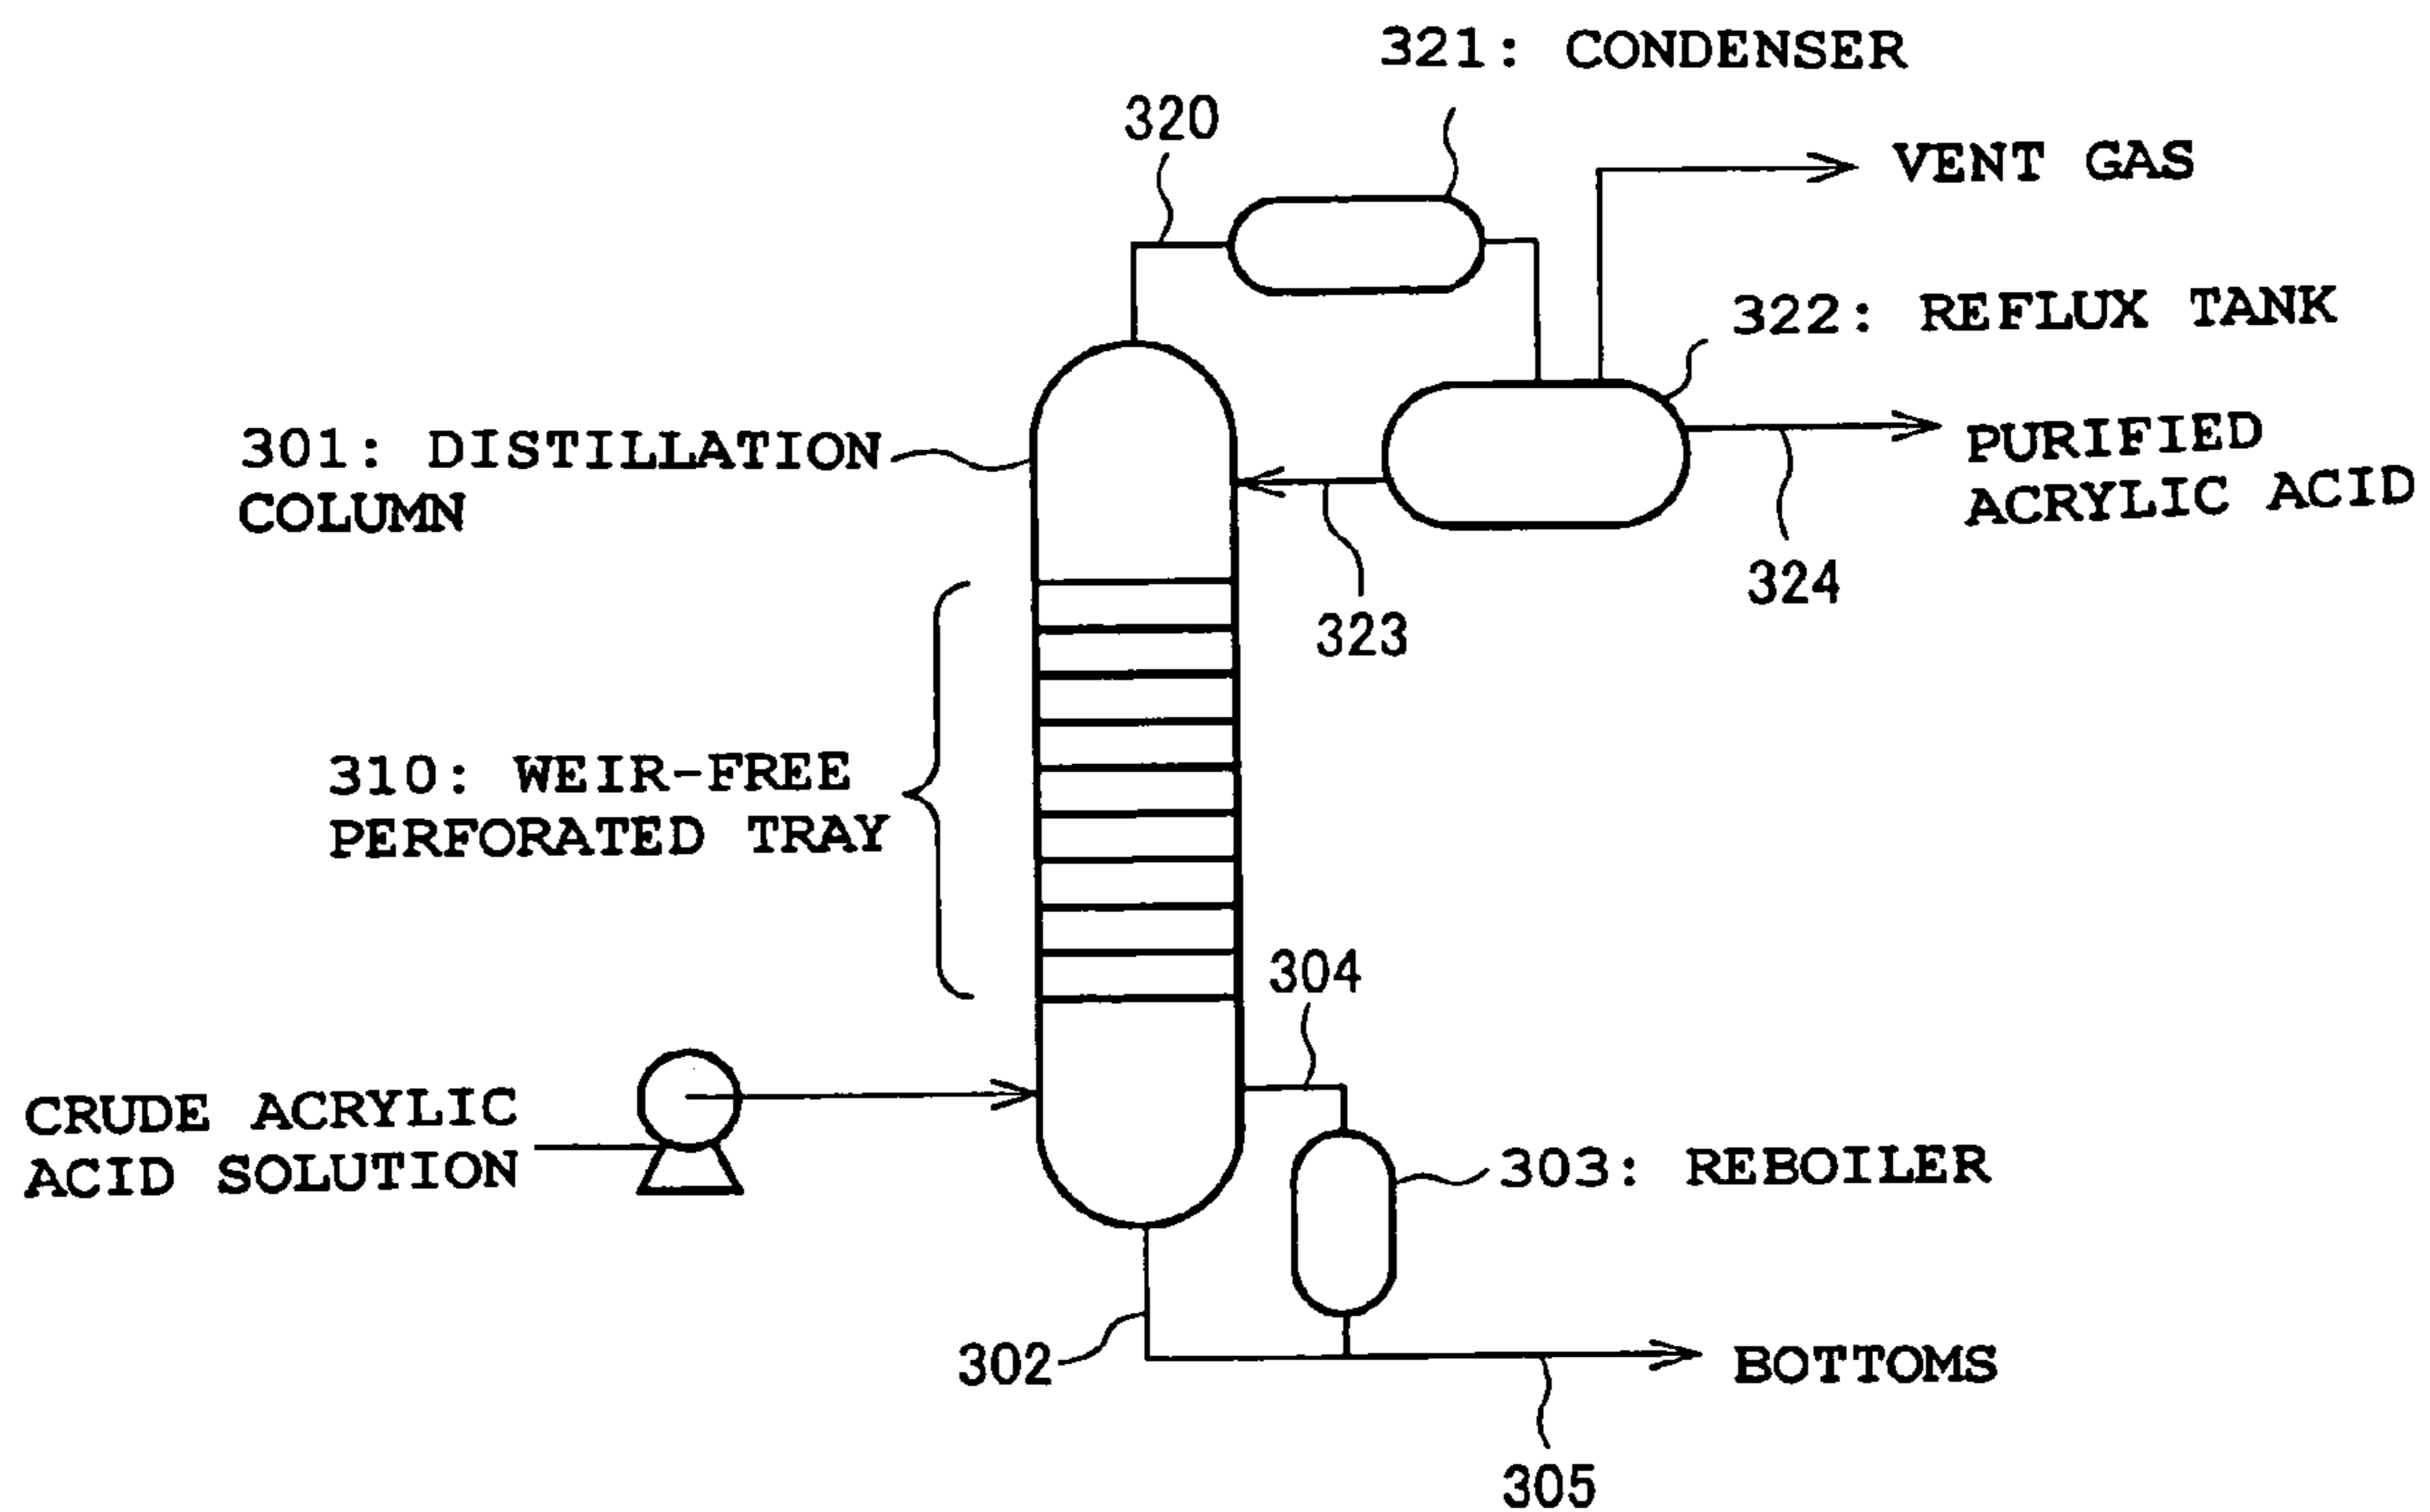 321: CONDENSER
320
VENT GAS
322: REFLUX TANK
301: DISTILLATION
COLUMN
PURIFIED
ACRYLIC ACID
324
323
310: WEIR-FREE
PERFORATED TRAY
304
CRUDE ACRYLIC
ACID SOLUTION
303: REBOILER
302
BOTTOMS
305